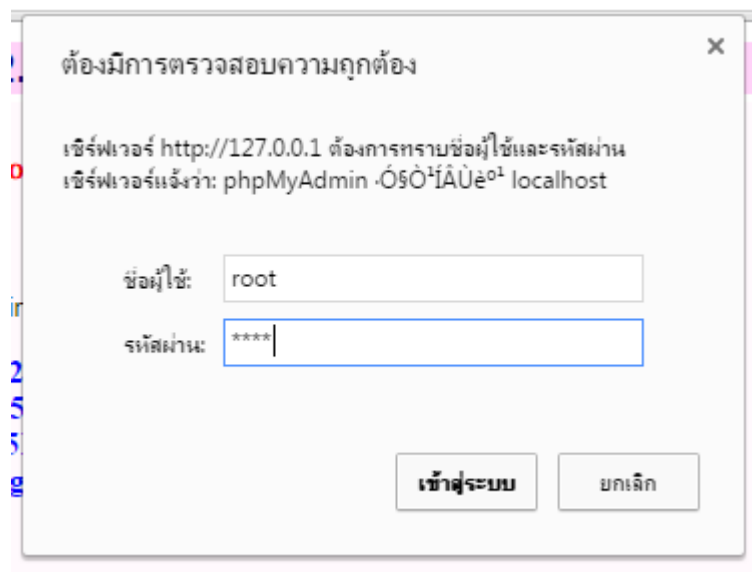 ต้องมีการตรวจสอบความถูกต้อง
×
เซิร์ฟเวอร์ http://127.0.0.1 ต้องการทราบชื่อผู้ใช้และรหัสผ่าน
เซิร์ฟเวอร์แจ้งว่า: phpMyAdmin ·Ó§Ò¹ÍÂÙèº¹ localhost
ชื่อผู้ใช้: root
รหัสผ่าน: ****
เข้าสู่ระบบ ยกเลิก